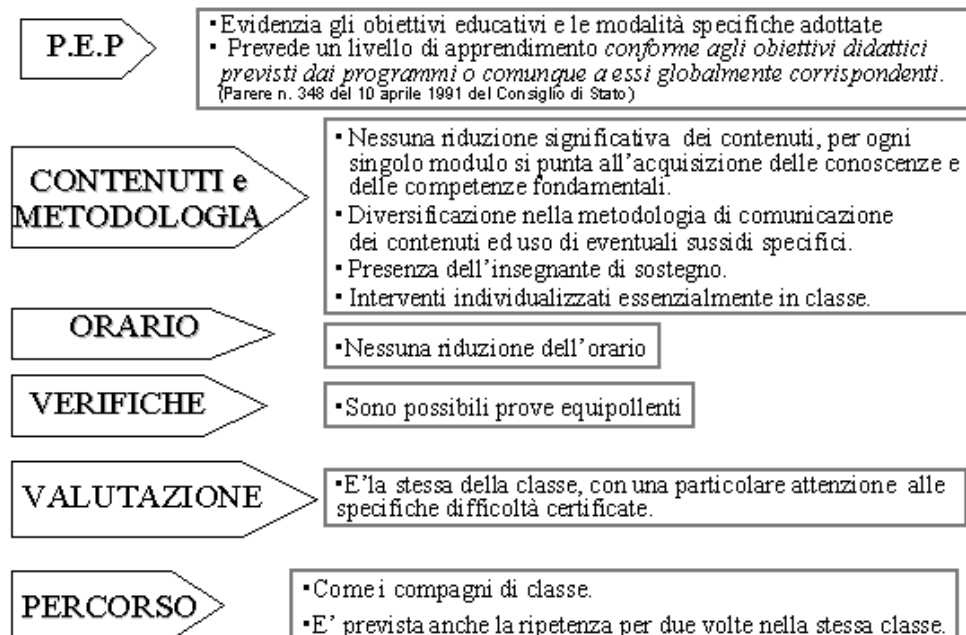 P.E.P
▪ Evidenzia gli obiettivi educativi e le modalità specifiche adottate
▪ Prevede un livello di apprendimento conforme agli obiettivi didattici
previsti dai programmi o comunque a essi globalmente corrispondenti.
(Parere n. 348 del 10 aprile 1991 del Consiglio di Stato)
CONTENUTI e
METODOLOGIA
▪ Nessuna riduzione significativa dei contenuti, per ogni
singolo modulo si punta all'acquisizione delle conoscenze e
delle competenze fondamentali.
▪ Diversificazione nella metodologia di comunicazione
dei contenuti ed uso di eventuali sussidi specifici.
▪ Presenza dell'insegnante di sostegno.
▪ Interventi individualizzati essenzialmente in classe.
ORARIO
▪Nessuna riduzione dell'orario
VERIFICHE
▪Sono possibili prove equipollenti
VALUTAZIONE
▪E'la stessa della classe, con una particolare attenzione alle
specifiche difficoltà certificate.
PERCORSO
▪Come i compagni di classe.
▪E' prevista anche la ripetenza per due volte nella stessa classe.